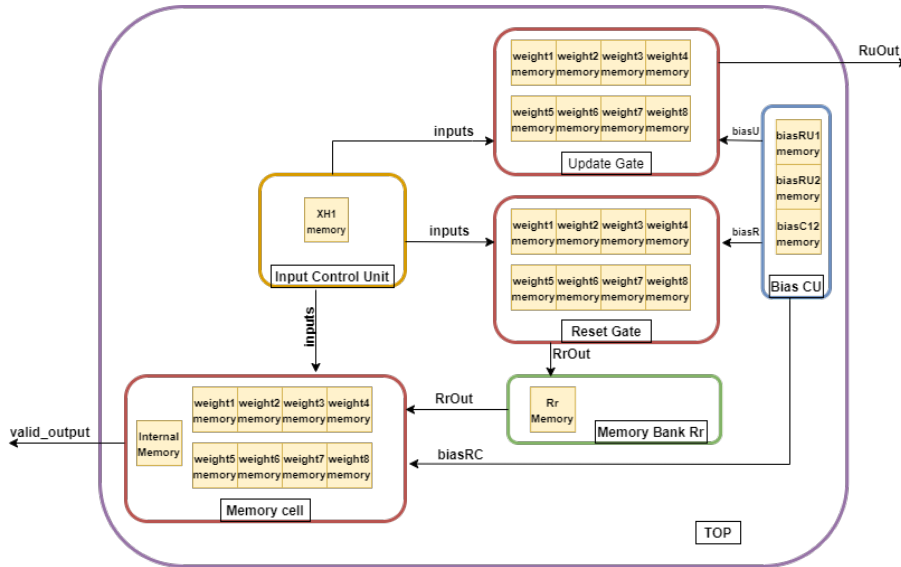 RuOut
weight1 weight2 weight3 weight4
memory memory memory memory
weight5 weight6 weight7 weight8
memory memory memory memory
Update Gate
inputs
biasU
biasRU1
memory
biasRU2
memory
biasC12
memory
Bias CU
XH1
memory
Input Control Unit
inputs
biasR
weight1 weight2 weight3 weight4
memory memory memory memory
weight5 weight6 weight7 weight8
memory memory memory memory
Reset Gate
inputs
RrOut
Rr
Memory
Memory Bank Rr
RrOut
weight1 weight2 weight3 weight4
memory memory memory memory
weight5 weight6 weight7 weight8
memory memory memory memory
Internal
Memory
Memory cell
valid_output
biasRC
TOP